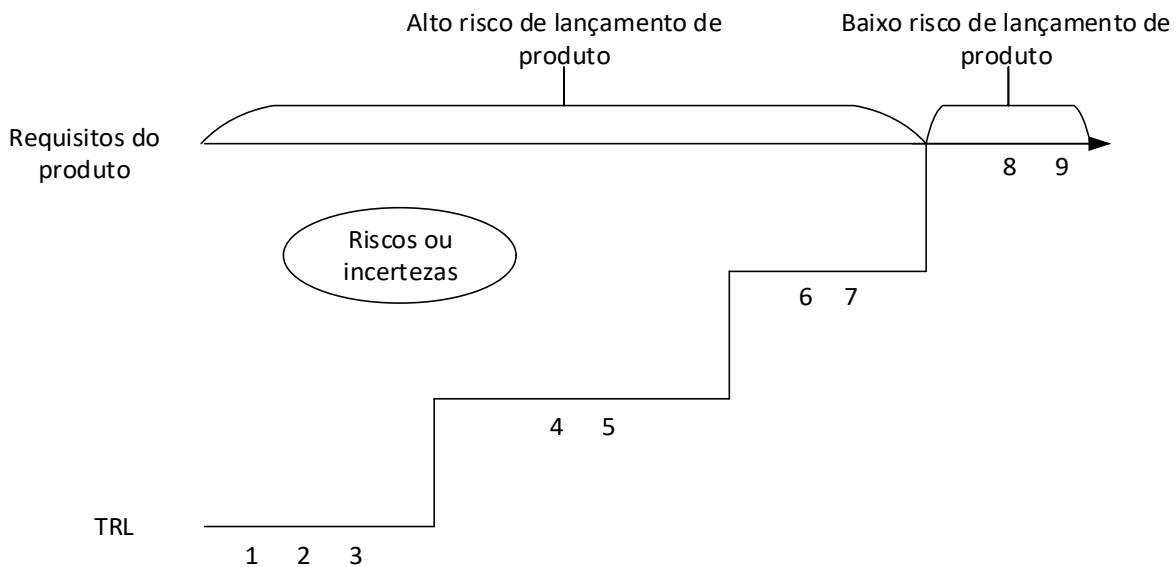 Alto risco de lançamento de
produto
Baixo risco de lançamento de
produto
Requisitos do
produto
8 9
Riscos ou
incertezas
6 7
4 5
TRL
1 2 3